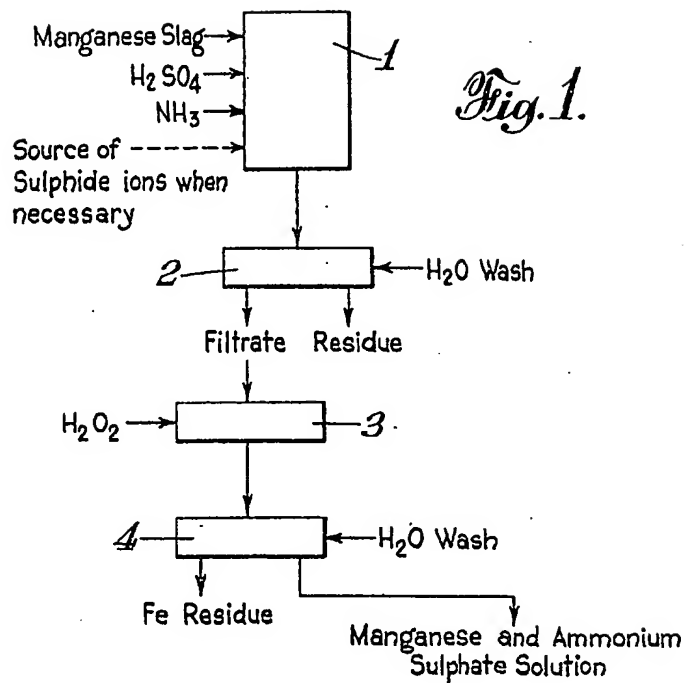 Manganese Slag
H2SO4
NH3
Source of
Sulphide ions when
necessary
1
Fig. 1.
2
H2O Wash
Filtrate Residue
H2O2
3
4
H2O Wash
Fe Residue
Manganese and Ammonium
Sulphate Solution